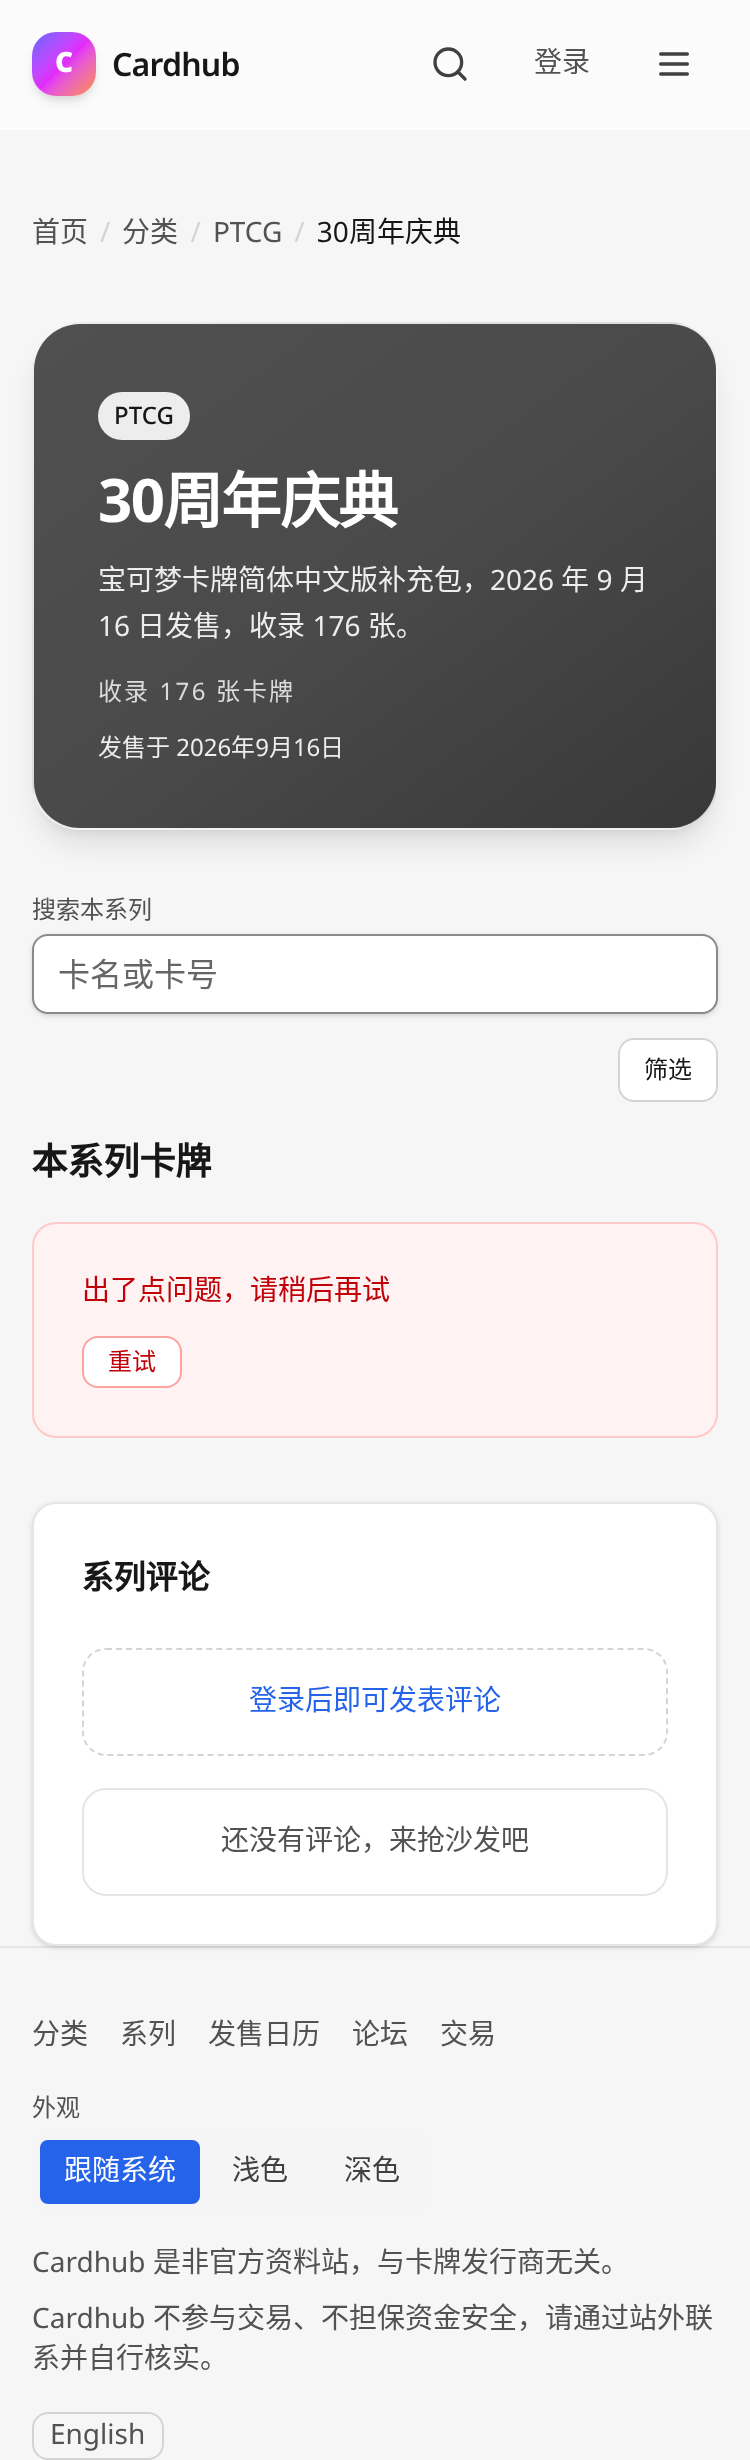 C Cardhub 登录
首页 / 分类 / PTCG / 30周年庆典
PTCG
30周年庆典
宝可梦卡牌简体中文版补充包，2026 年 9 月
16 日发售，收录 176 张。
收录 176 张卡牌
发售于 2026年9月16日
搜索本系列
卡名或卡号
筛选
本系列卡牌
出了点问题，请稍后再试
重试
系列评论
登录后即可发表评论
还没有评论，来抢沙发吧
分类 系列 发售日历 论坛 交易
外观
跟随系统 浅色 深色
Cardhub 是非官方资料站，与卡牌发行商无关。
Cardhub 不参与交易、不担保资金安全，请通过站外联
系并自行核实。
English